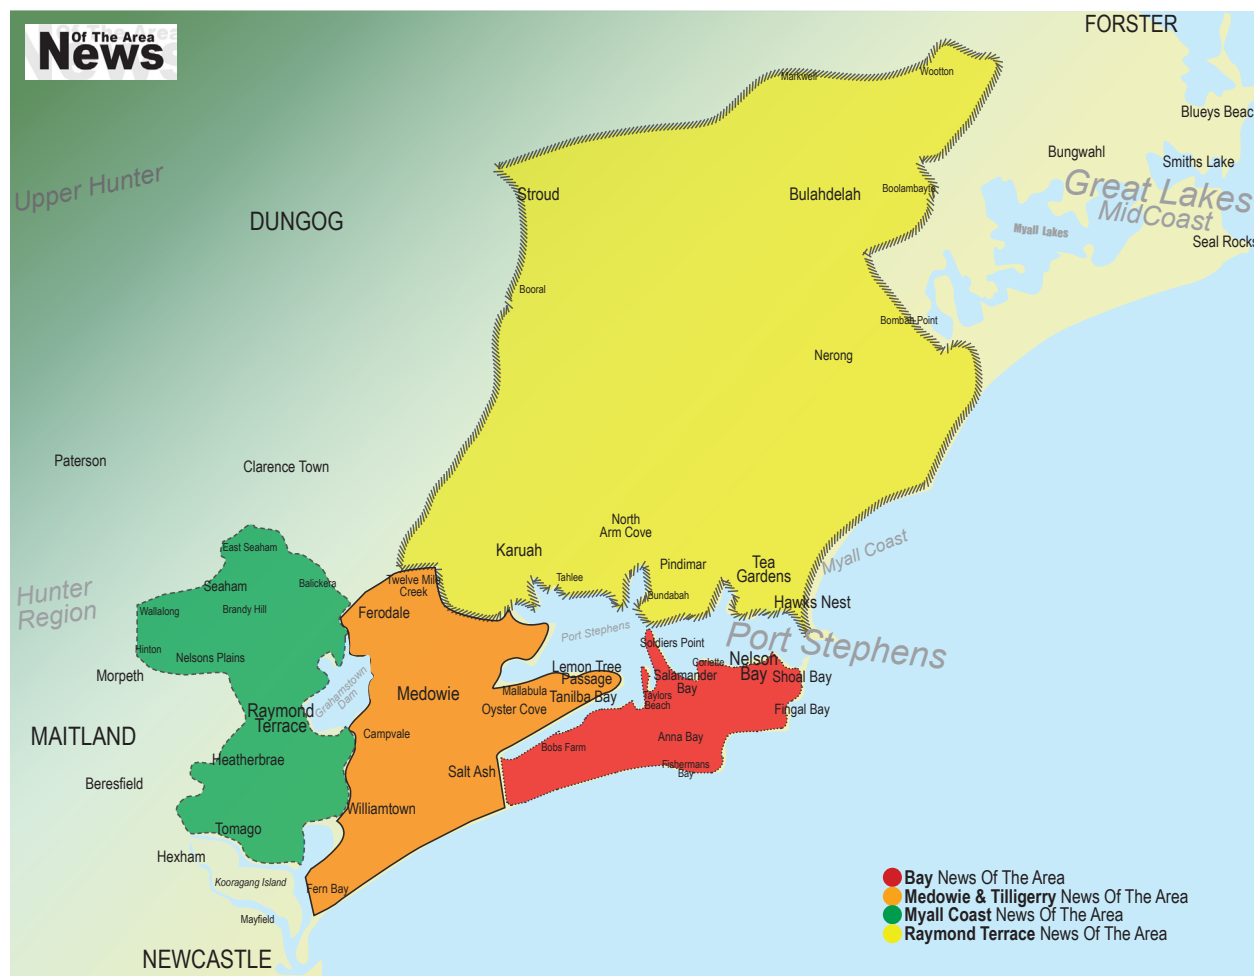 Of The Area
News
FORSTER
Markwell
Wootton
Blueys Beac
Bungwahl
Smiths Lake
Upper Hunter
Stroud
Bulahdelah
Boolambayte
Great Lakes
MidCoast
DUNGOG
Myall Lakes
Seal Rocks
Booral
Bombah Point
Nerong
Paterson
Clarence Town
North
Arm Cove
Karuah
Myall Coast
East Seaham
Tea
Gardens
Pindimar
Tahlee
Twelve Mile
Creek
Balickera
Seaham
Hunter
Region
Bundabah
Hawks Nest
Wallalong
Brandy Hill
Ferodale
Port Stephens
Port Stephens
Soldiers Point
Hinton
Nelsons Plains
Corlette
Nelson
Bay
Lemon Tree
Passage
Morpeth
Salamander
Bay
Shoal Bay
Grahamstown
Dam
Medowie
Mallabula
Tanilba Bay
Taylors
Beach
Oyster Cove
Fingal Bay
Raymond
Terrace
MAITLAND
Campvale
Anna Bay
Bobs Farm
Heatherbrae
Fishermans
Bay
Salt Ash
Beresfield
Williamtown
Tomago
Hexham
Kooragang Island
Fern Bay
Mayfield
NEWCASTLE
Bay News Of The Area
Medowie & Tilligerry News Of The Area
Myall Coast News Of The Area
Raymond Terrace News Of The Area